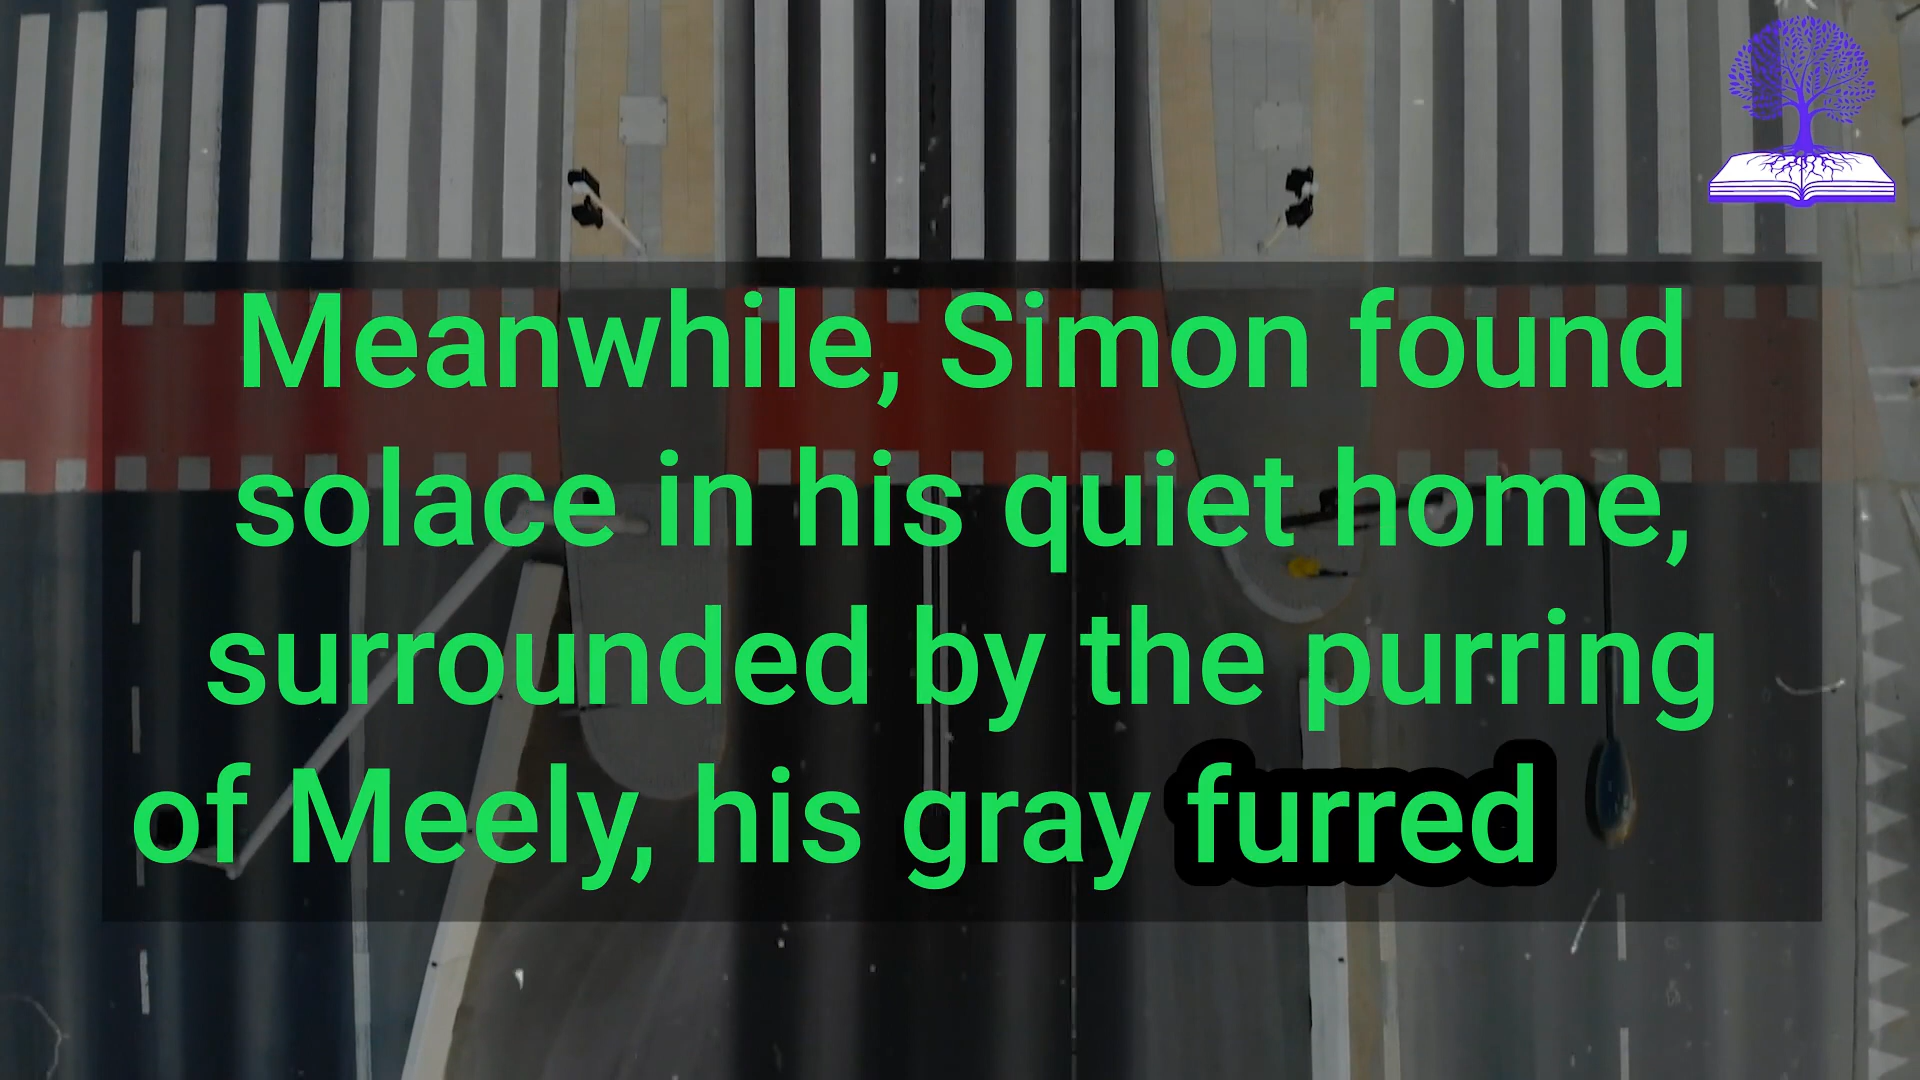 Meanwhile, Simon found
solace in his quiet home,
surrounded by the purring
of Meely, his gray furred